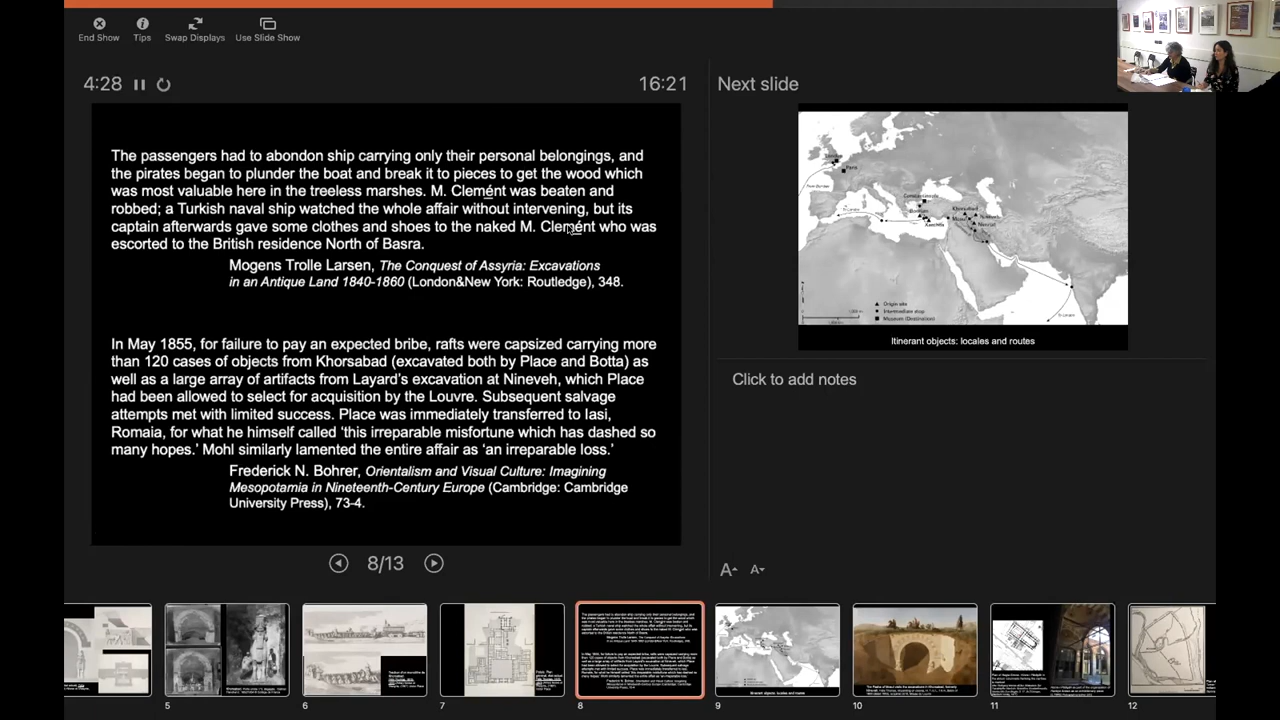 End Show
Tips
Swap Displays
Use Slide Show
4:28
16:21
Next slide
The passengers had to abondon ship carrying only their personal belongings, and
the pirates began to plunder the boat and break it to pieces to get the wood which
was most valuable here in the treeless marshes. M. Clemént was beaten and
robbed; a Turkish naval ship watched the whole affair without intervening, but its
captain afterwards gave some clothes and shoes to the naked M. Clemént who was
escorted to the British residence North of Basra.
Mogens Trolle Larsen, The Conquest of Assyria: Excavations
in an Antique Land 1840-1860 (London&New York: Routledge), 348.
In May 1855, for failure to pay an expected bribe, rafts were capsized carrying more
than 120 cases of objects from Khorsabad (excavated both by Place and Botta) as
well as a large array of artifacts from Layard's excavation at Nineveh, which Place
had been allowed to select for acquisition by the Louvre. Subsequent salvage
attempts met with limited success. Place was immediately transferred to Iasi,
Romaia, for what he himself called ‘this irreparable misfortune which has dashed so
many hopes.’ Mohl similarly lamented the entire affair as ‘an irreparable loss.’
Frederick N. Bohrer, Orientalism and Visual Culture: Imagining
Mesopotamia in Nineteenth-Century Europe (Cambridge: Cambridge
University Press), 73-4.
Paris
Khorsabad
Xanthos
Origin site
Intermediate stop
Museum (Destination)
Itinerant objects: locales and routes
Click to add notes
8/13
5
6
7
8
9
10
11
12